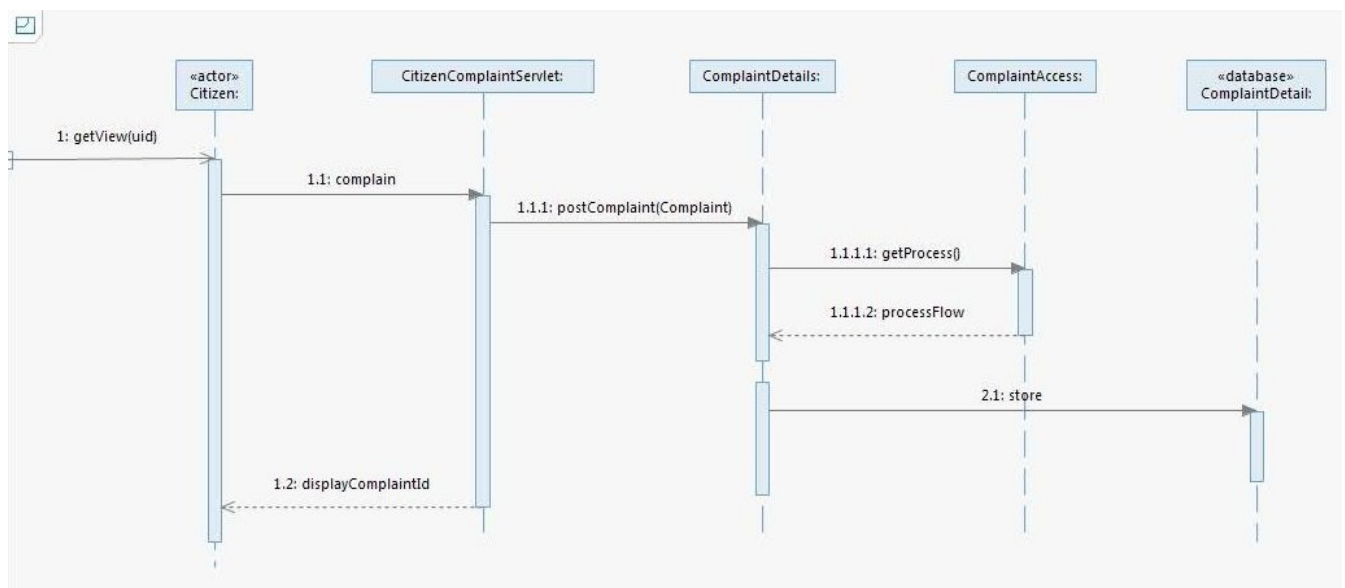 «actor»
Citizen:
CitizenComplaintServlet:
ComplaintDetails:
ComplaintAccess:
«database»
ComplaintDetail:
1: getView(uid)
1.1: complain
1.1.1: postComplaint(Complaint)
1.1.1.1: getProcess()
1.1.1.2: processFlow
2.1: store
1.2: displayComplaintId